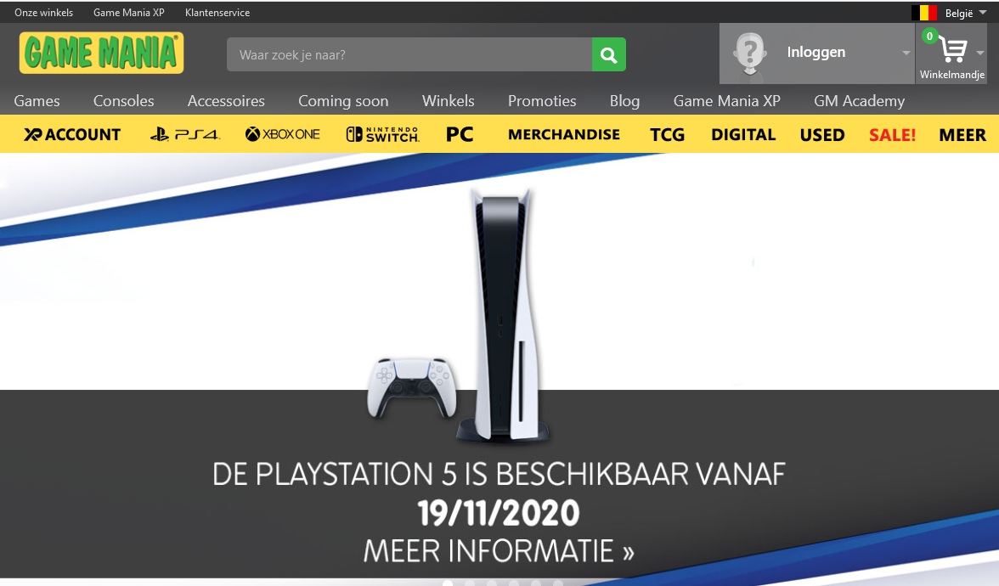 Onze winkels Game Mania XP Klantenservice België
GAME MANIA®
Waar zoek je naar?
? Inloggen
0
Winkelmandje
Games Consoles Accessoires Coming soon Winkels Promoties Blog Game Mania XP GM Academy
XP ACCOUNT PS4 XBOX ONE NINTENDO SWITCH. PC MERCHANDISE TCG DIGITAL USED SALE! MEER
DE PLAYSTATION 5 IS BESCHIKBAAR VANAF
19/11/2020
MEER INFORMATIE »